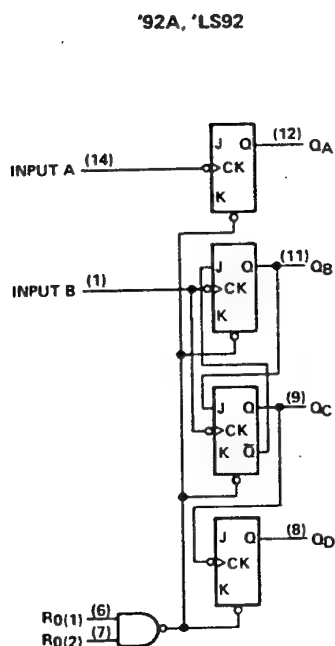 '92A, 'LS92
J Q (12) QA
INPUT A (14) CK
K
J Q (11) QB
INPUT B (1) CK
K
J Q (9) QC
CK
K Q̅
J Q (8) QD
CK
K
R0(1) (6)
R0(2) (7)